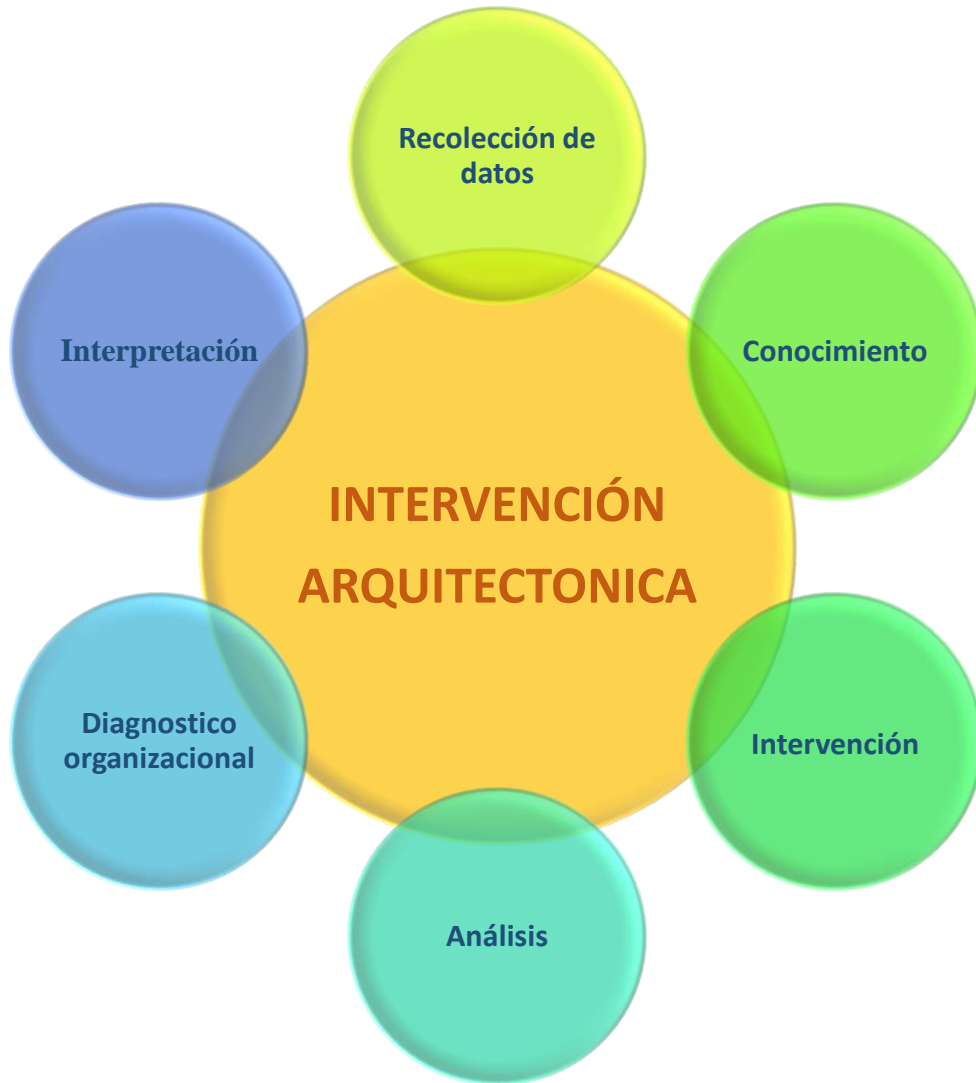 Recolección de
datos
Interpretación
Conocimiento
INTERVENCIÓN
ARQUITECTONICA
Diagnostico
organizacional
Intervención
Análisis